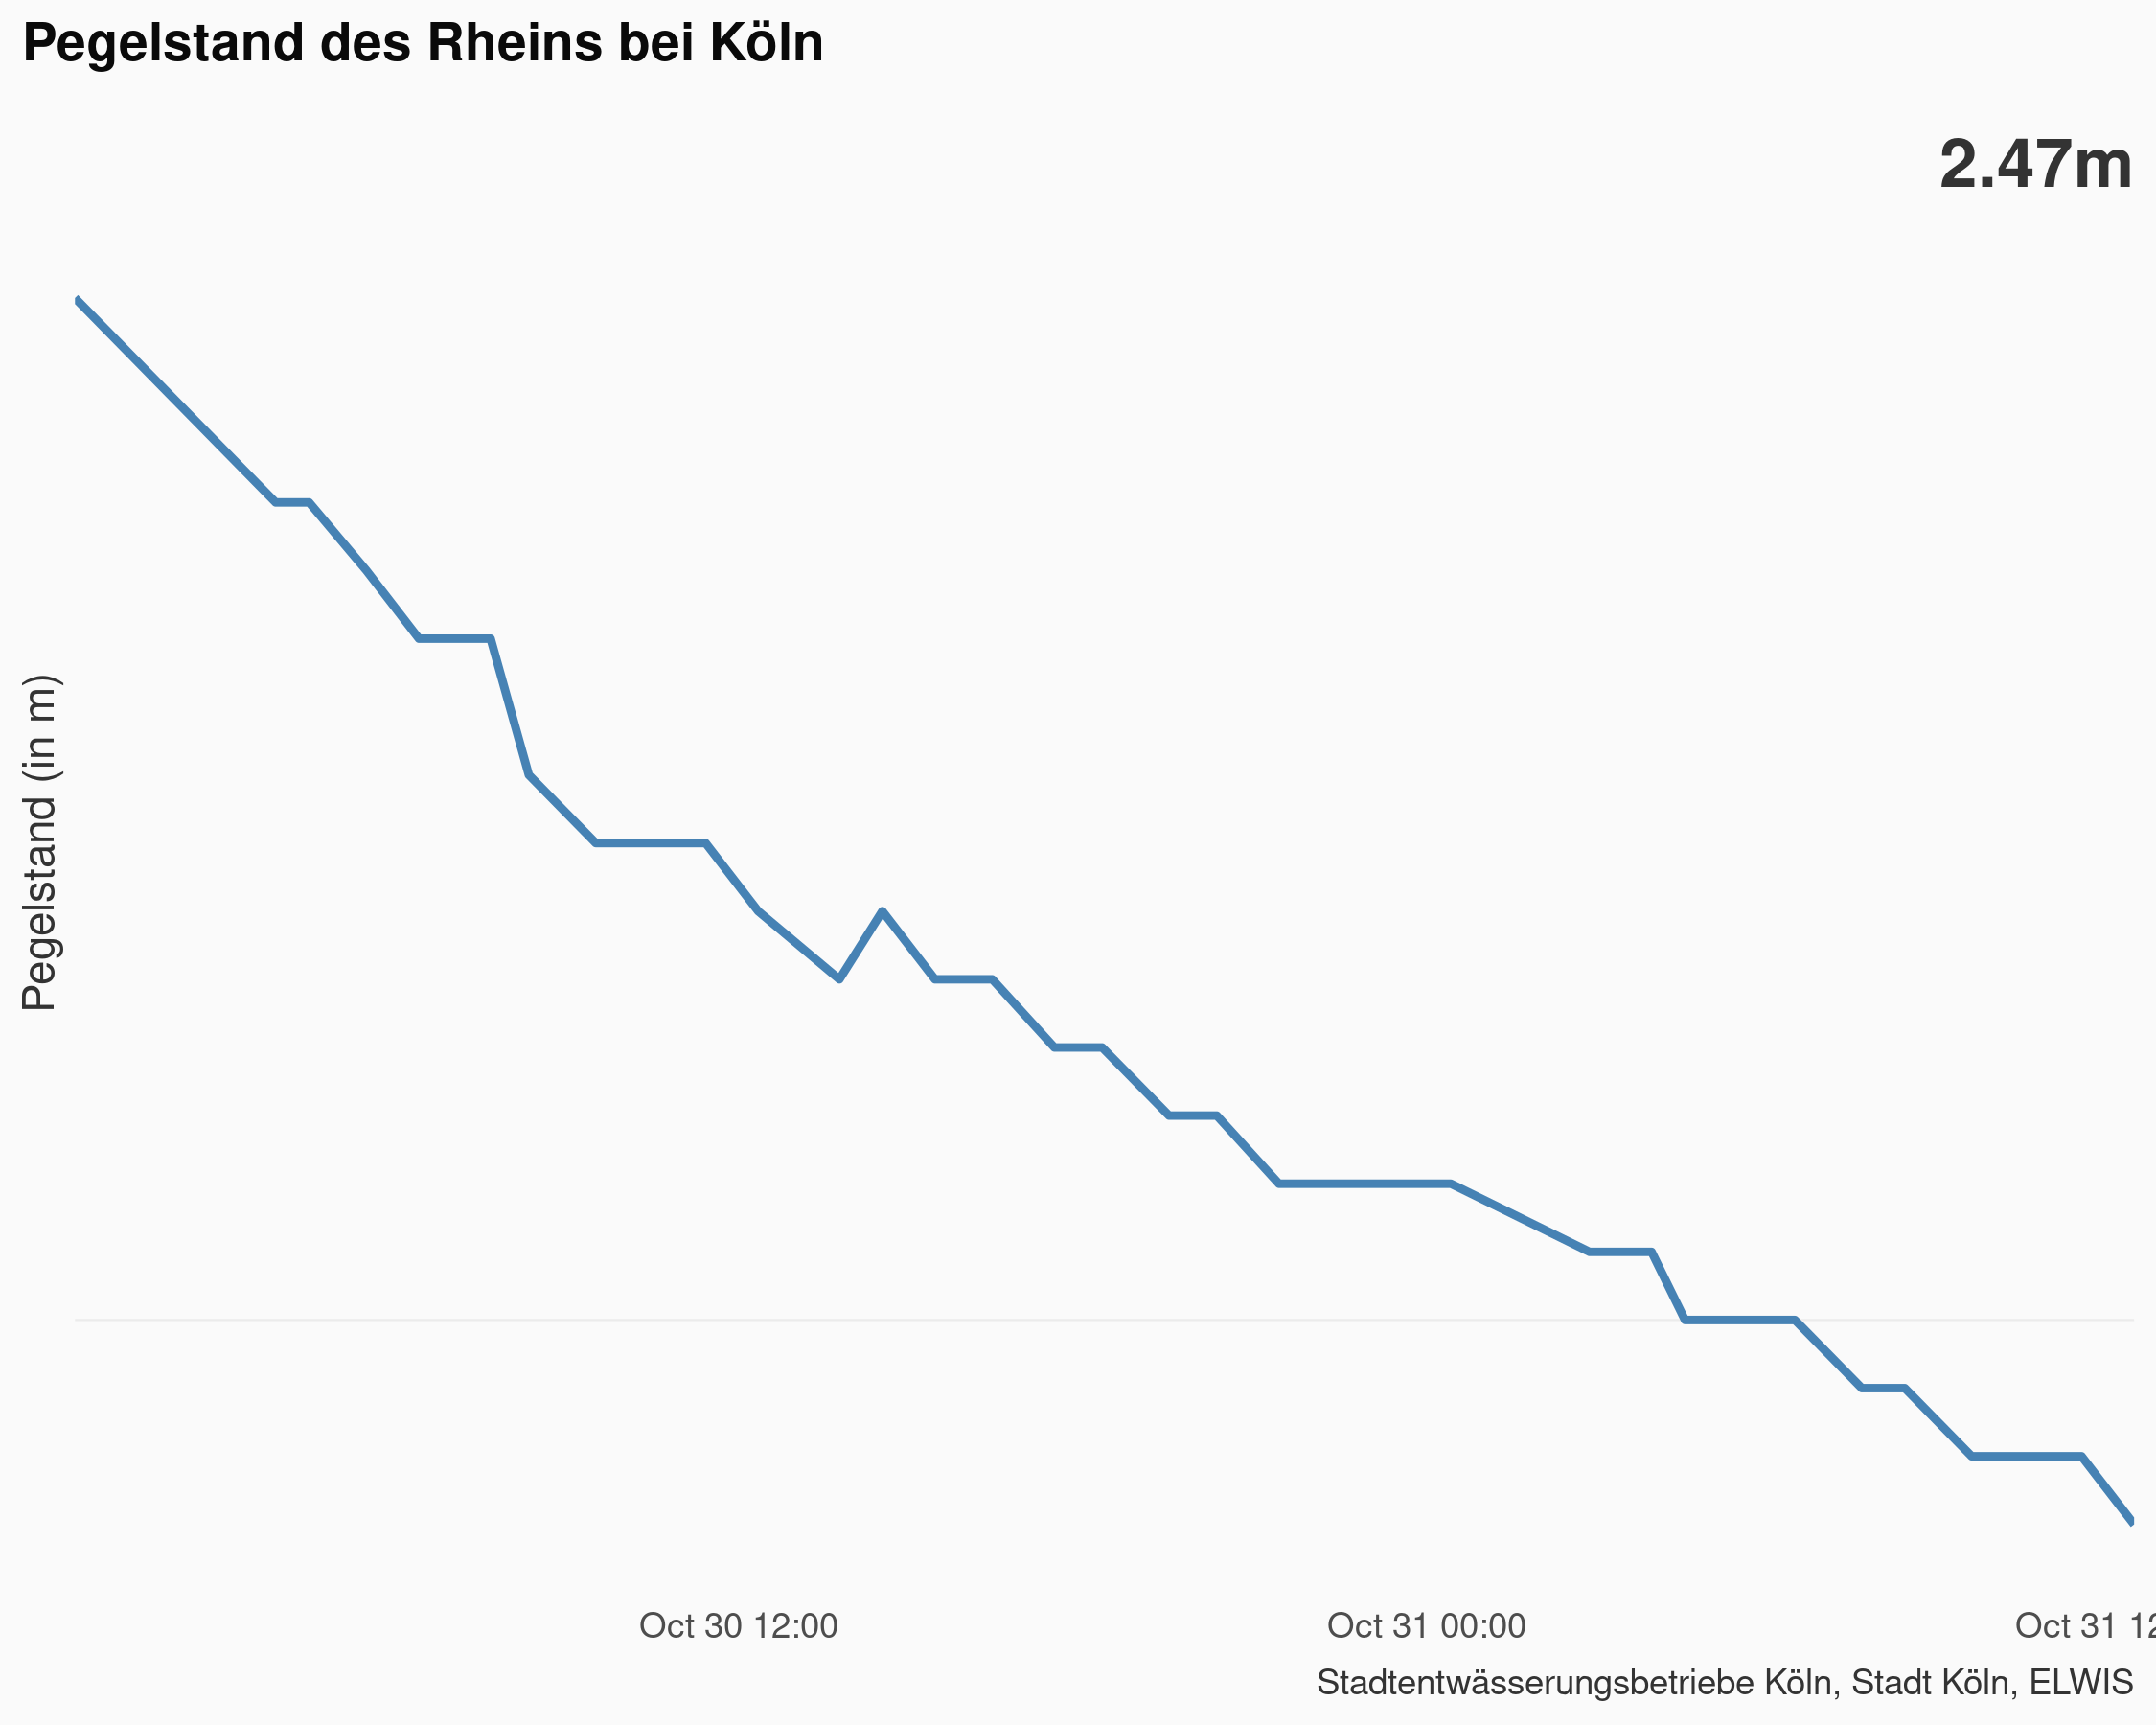 Pegelstand des Rheins bei Köln
2.47m
Pegelstand (in m)
Oct 30 12:00
Oct 31 00:00
Oct 31 12
Stadtentwässerungsbetriebe Köln, Stadt Köln, ELWIS